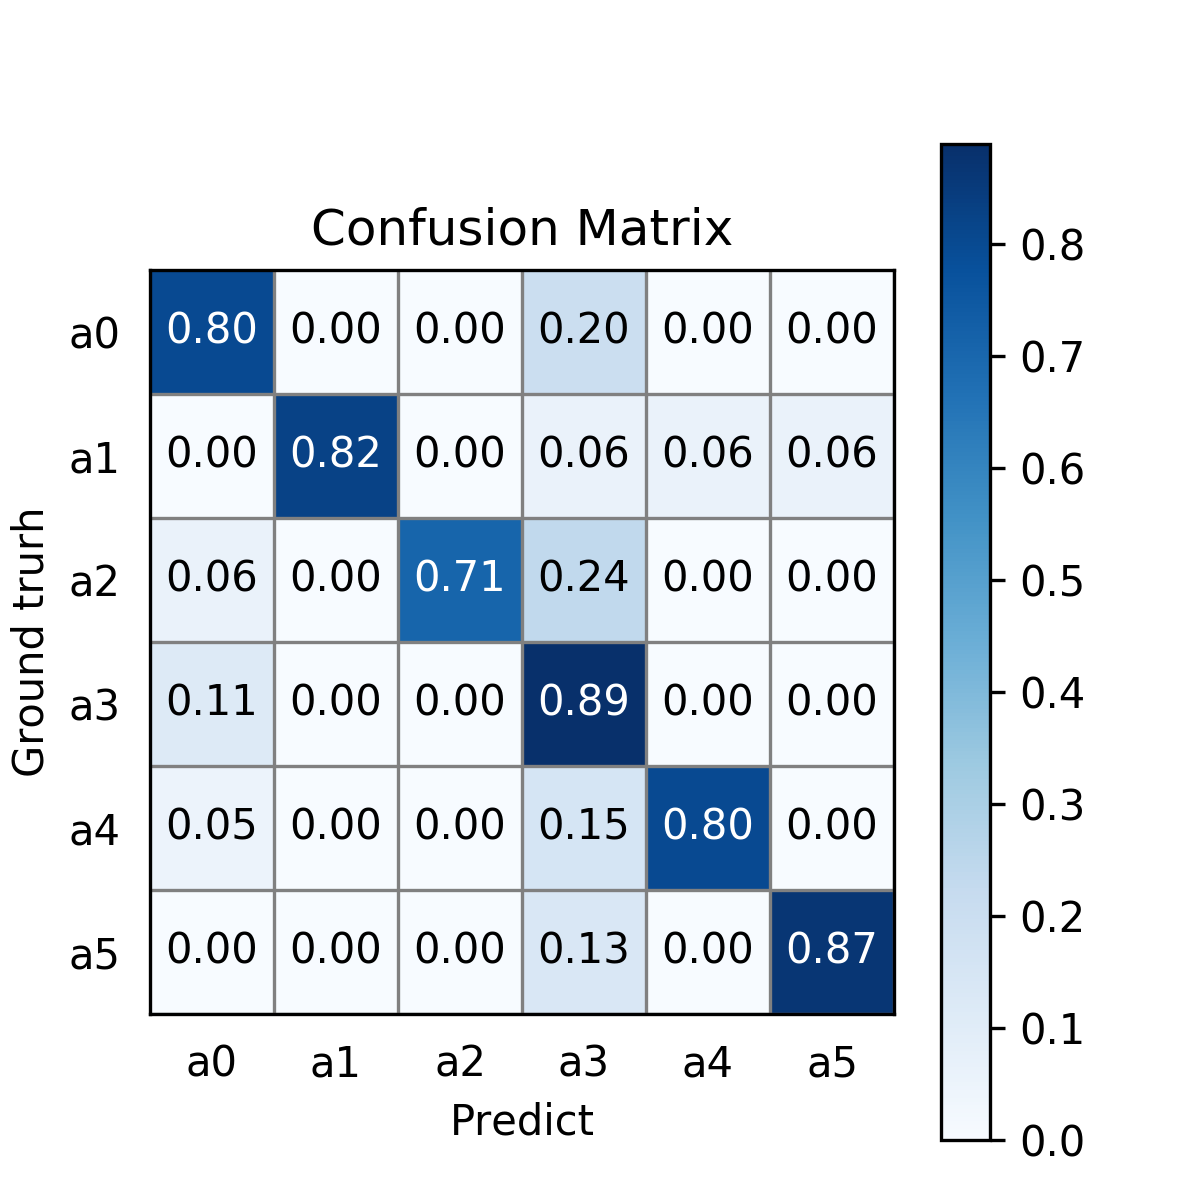 Confusion Matrix
a0 0.80 0.00 0.00 0.20 0.00 0.00
a1 0.00 0.82 0.00 0.06 0.06 0.06
a2 0.06 0.00 0.71 0.24 0.00 0.00
a3 0.11 0.00 0.00 0.89 0.00 0.00
a4 0.05 0.00 0.00 0.15 0.80 0.00
a5 0.00 0.00 0.00 0.13 0.00 0.87
a0 a1 a2 a3 a4 a5
Predict
Ground trurh
0.8
0.7
0.6
0.5
0.4
0.3
0.2
0.1
0.0